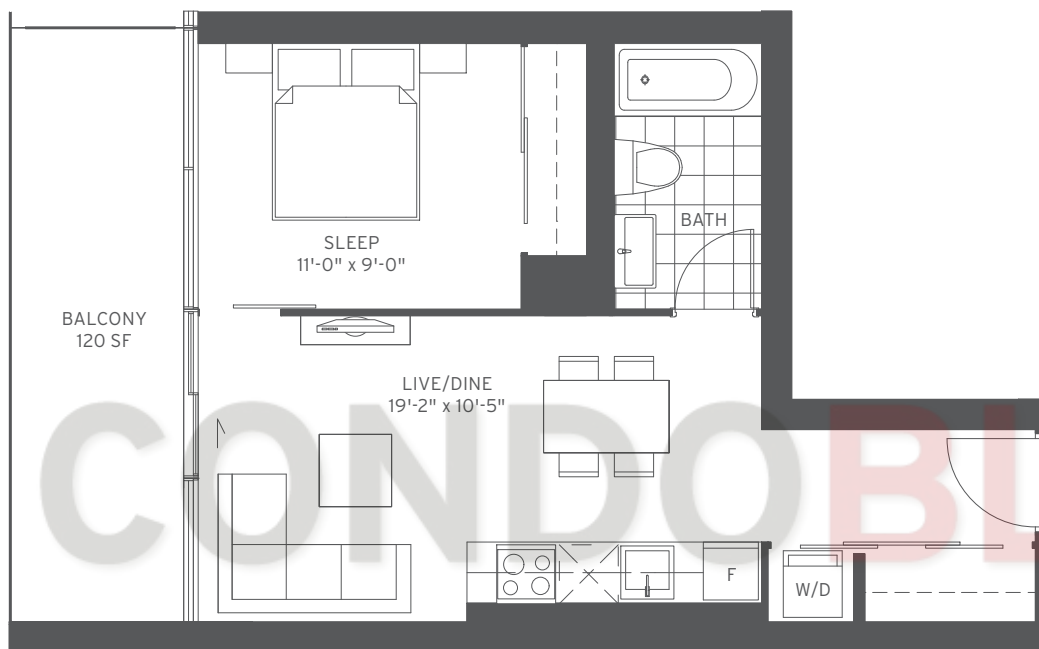 SLEEP
11'-0" x 9'-0"
BATH
BALCONY
120 SF
LIVE/DINE
19'-2" x 10'-5"
CONDOBL
F
W/D